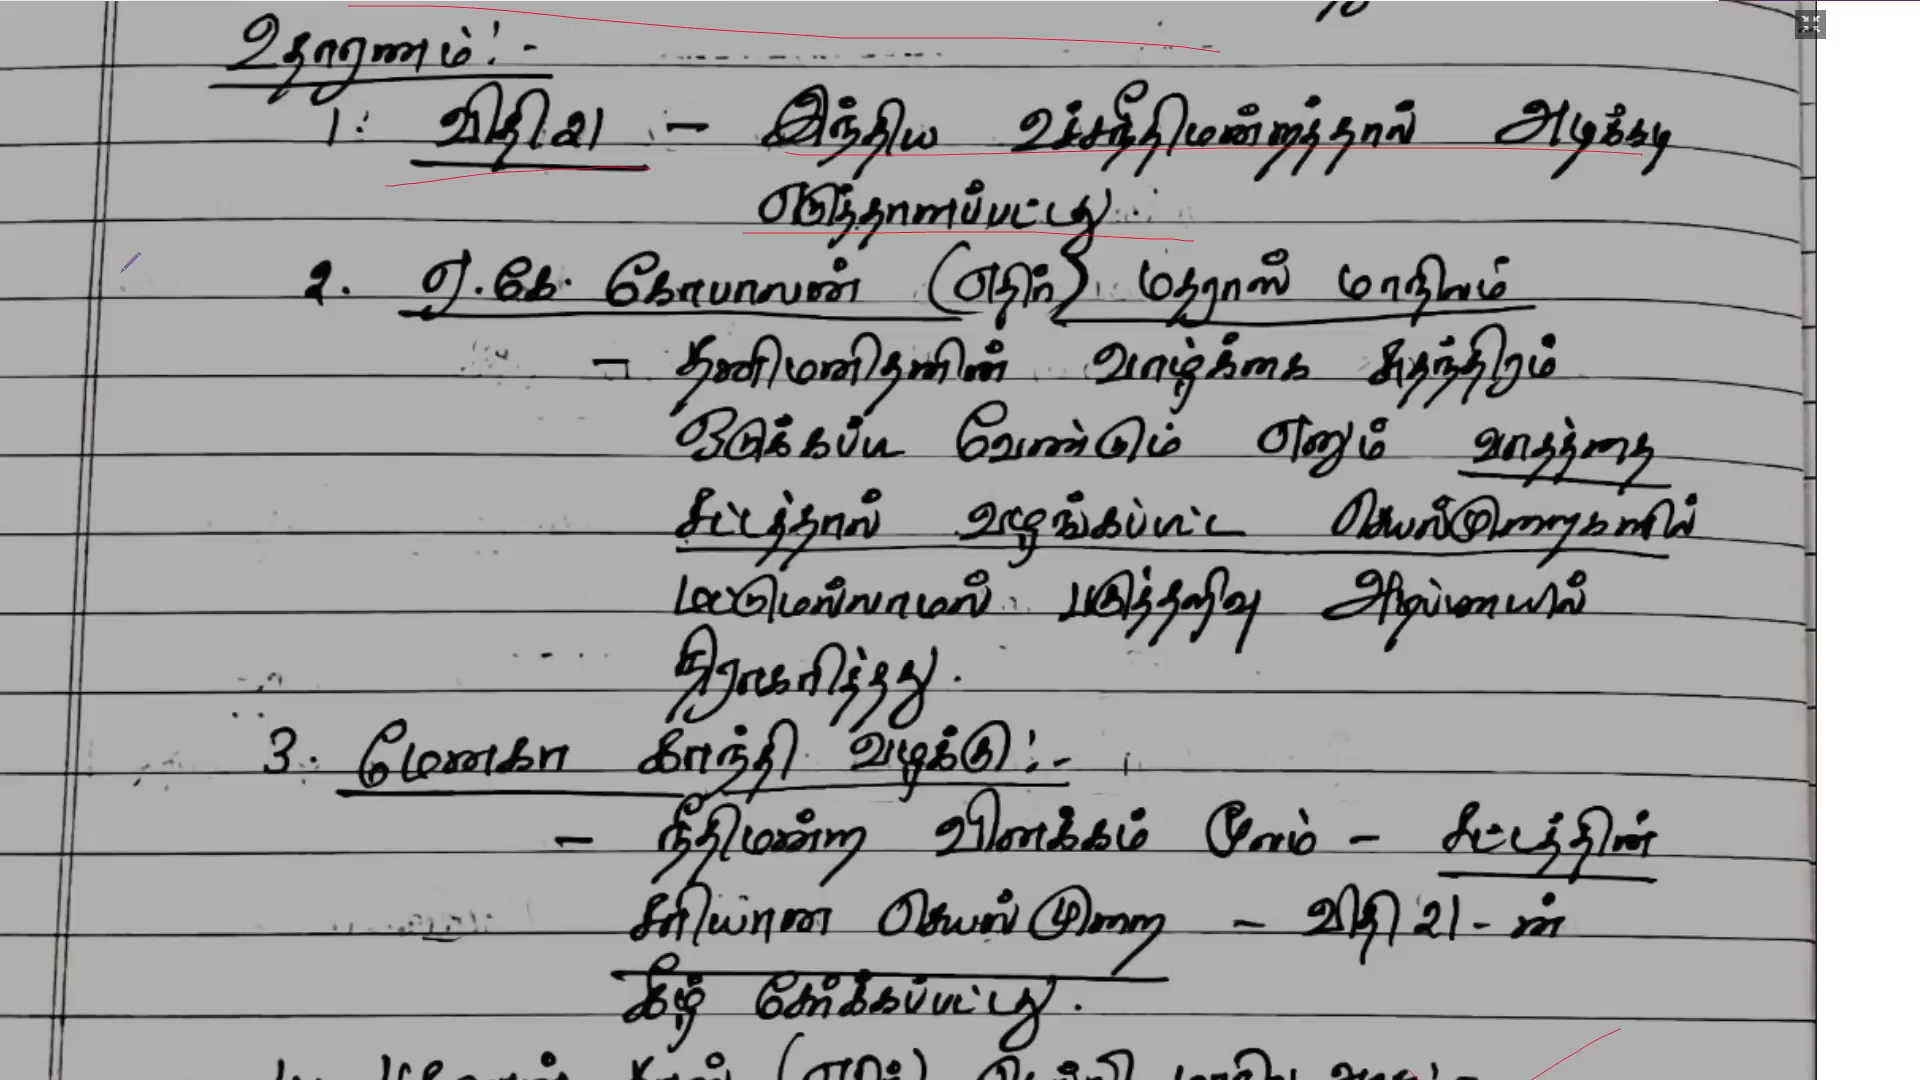 உதாரணம்:-
1. விதி 21 – இந்திய உச்சநீதிமன்றத்தால் அடிக்கடி
எடுத்தாளப்பட்டது.
2. ஏ.கே. கோபாலன் (எதிர்) மதராஸ் மாநிலம்
– தனிமனிதனின் வாழ்க்கை சுதந்திரம்
ஒடுக்கப்பட வேண்டும் எனும் வாதத்தை
சட்டத்தால் வழங்கப்பட்ட செயல்முறைகளில்
மட்டுமல்லாமல் பகுத்தறிவு அடிப்படையில்
நிராகரித்தது.
3. மேனகா காந்தி வழக்கு:-
– நீதிமன்ற விளக்கம் மூலம் – சட்டத்தின்
சரியான செயல்முறை – விதி 21-ன்
கீழ் சேர்க்கப்பட்டது.